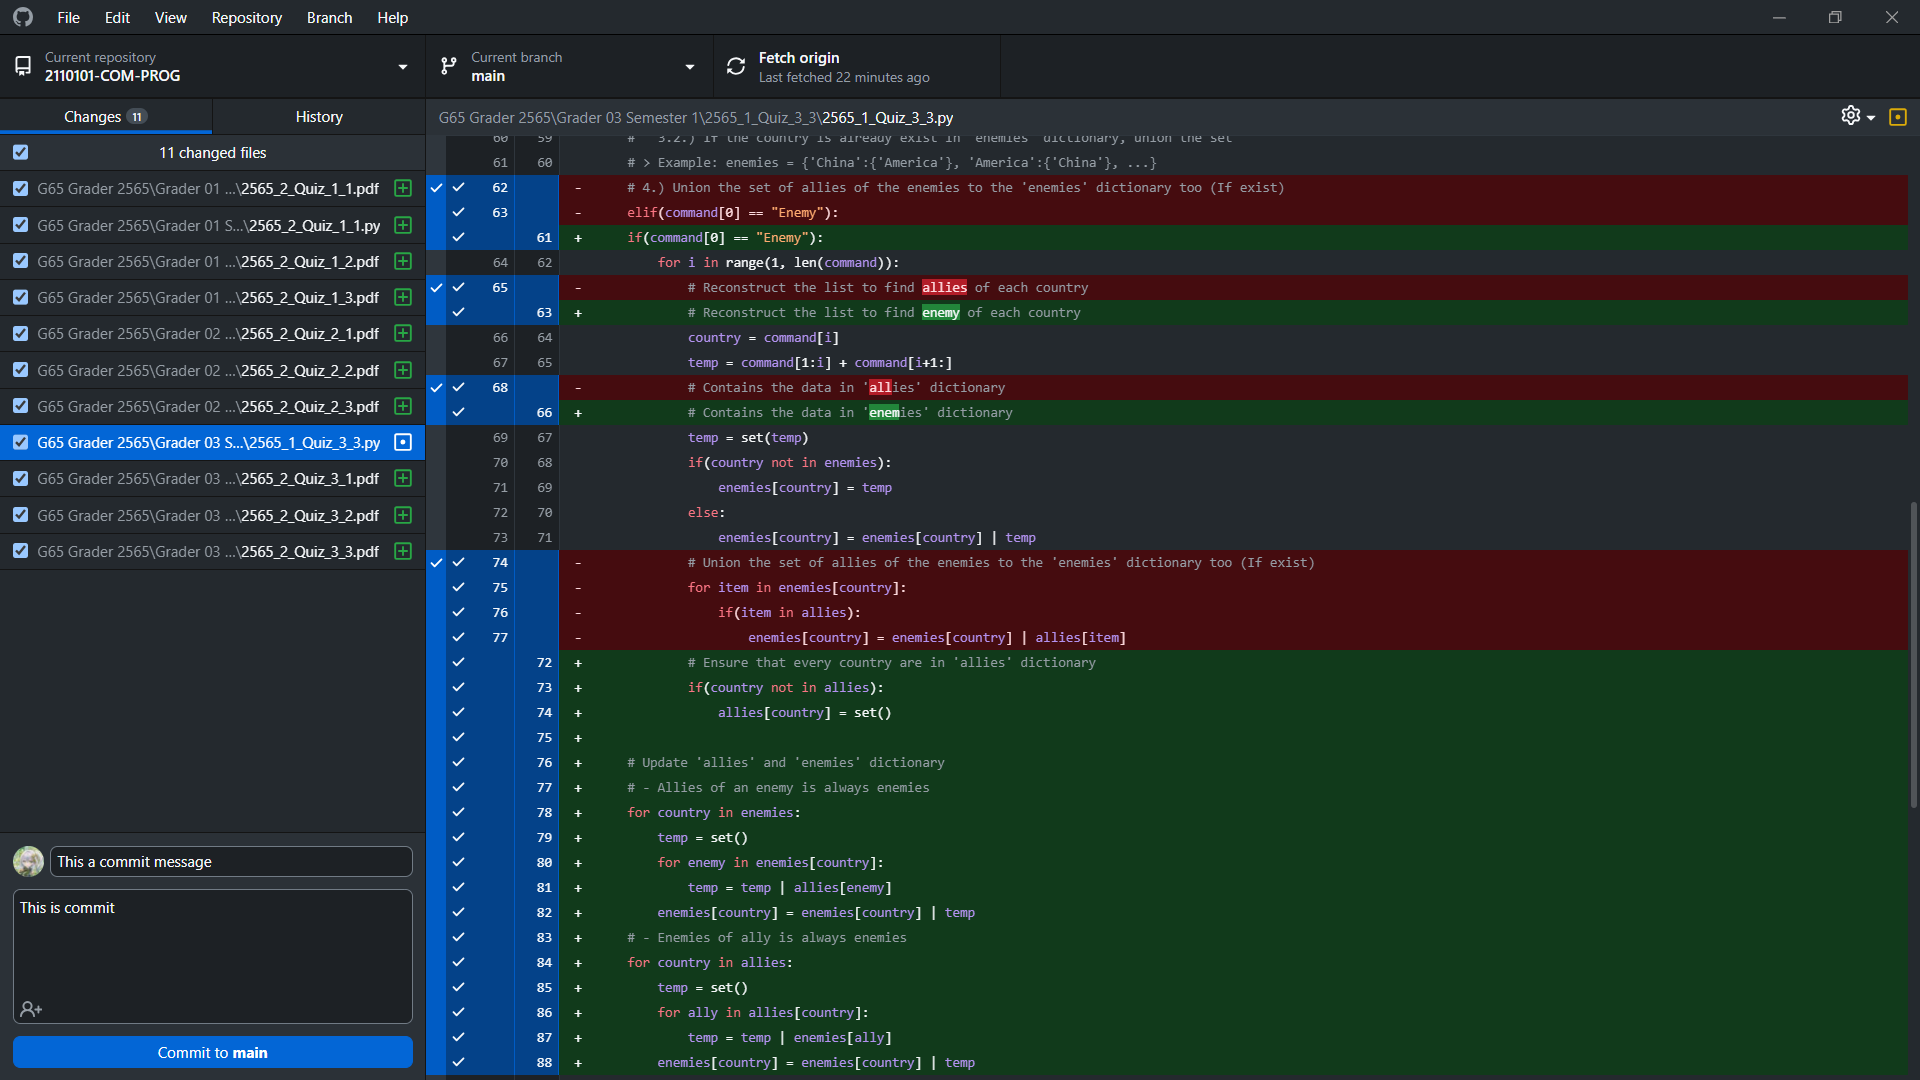 File Edit View Repository Branch Help
Current repository
2110101-COM-PROG
Current branch
main
Fetch origin
Last fetched 22 minutes ago
Changes 11
History
G65 Grader 2565\Grader 03 Semester 1\2565_1_Quiz_3_3\2565_1_Quiz_3_3.py
11 changed files
G65 Grader 2565\Grader 01 ...\2565_2_Quiz_1_1.pdf
G65 Grader 2565\Grader 01 S...\2565_2_Quiz_1_1.py
G65 Grader 2565\Grader 01 ...\2565_2_Quiz_1_2.pdf
G65 Grader 2565\Grader 01 ...\2565_2_Quiz_1_3.pdf
G65 Grader 2565\Grader 02 ...\2565_2_Quiz_2_1.pdf
G65 Grader 2565\Grader 02 ...\2565_2_Quiz_2_2.pdf
G65 Grader 2565\Grader 02 ...\2565_2_Quiz_2_3.pdf
G65 Grader 2565\Grader 03 S...\2565_1_Quiz_3_3.py
G65 Grader 2565\Grader 03 ...\2565_2_Quiz_3_1.pdf
G65 Grader 2565\Grader 03 ...\2565_2_Quiz_3_2.pdf
G65 Grader 2565\Grader 03 ...\2565_2_Quiz_3_3.pdf
This a commit message
This is commit
Commit to main
60 59 # 3.2.) If the country is already exist in 'enemies' dictionary, union the set
61 60 # > Example: enemies = {'China':{'America'}, 'America':{'China'}, ...}
62 - # 4.) Union the set of allies of the enemies to the 'enemies' dictionary too (If exist)
63 - elif(command[0] == "Enemy"):
61 + if(command[0] == "Enemy"):
64 62 for i in range(1, len(command)):
65 - # Reconstruct the list to find allies of each country
63 + # Reconstruct the list to find enemy of each country
66 64 country = command[i]
67 65 temp = command[1:i] + command[i+1:]
68 - # Contains the data in 'allies' dictionary
66 + # Contains the data in 'enemies' dictionary
69 67 temp = set(temp)
70 68 if(country not in enemies):
71 69 enemies[country] = temp
72 70 else:
73 71 enemies[country] = enemies[country] | temp
74 - # Union the set of allies of the enemies to the 'enemies' dictionary too (If exist)
75 - for item in enemies[country]:
76 - if(item in allies):
77 - enemies[country] = enemies[country] | allies[item]
72 + # Ensure that every country are in 'allies' dictionary
73 + if(country not in allies):
74 + allies[country] = set()
75 +
76 + # Update 'allies' and 'enemies' dictionary
77 + # - Allies of an enemy is always enemies
78 + for country in enemies:
79 + temp = set()
80 + for enemy in enemies[country]:
81 + temp = temp | allies[enemy]
82 + enemies[country] = enemies[country] | temp
83 + # - Enemies of ally is always enemies
84 + for country in allies:
85 + temp = set()
86 + for ally in allies[country]:
87 + temp = temp | enemies[ally]
88 + enemies[country] = enemies[country] | temp